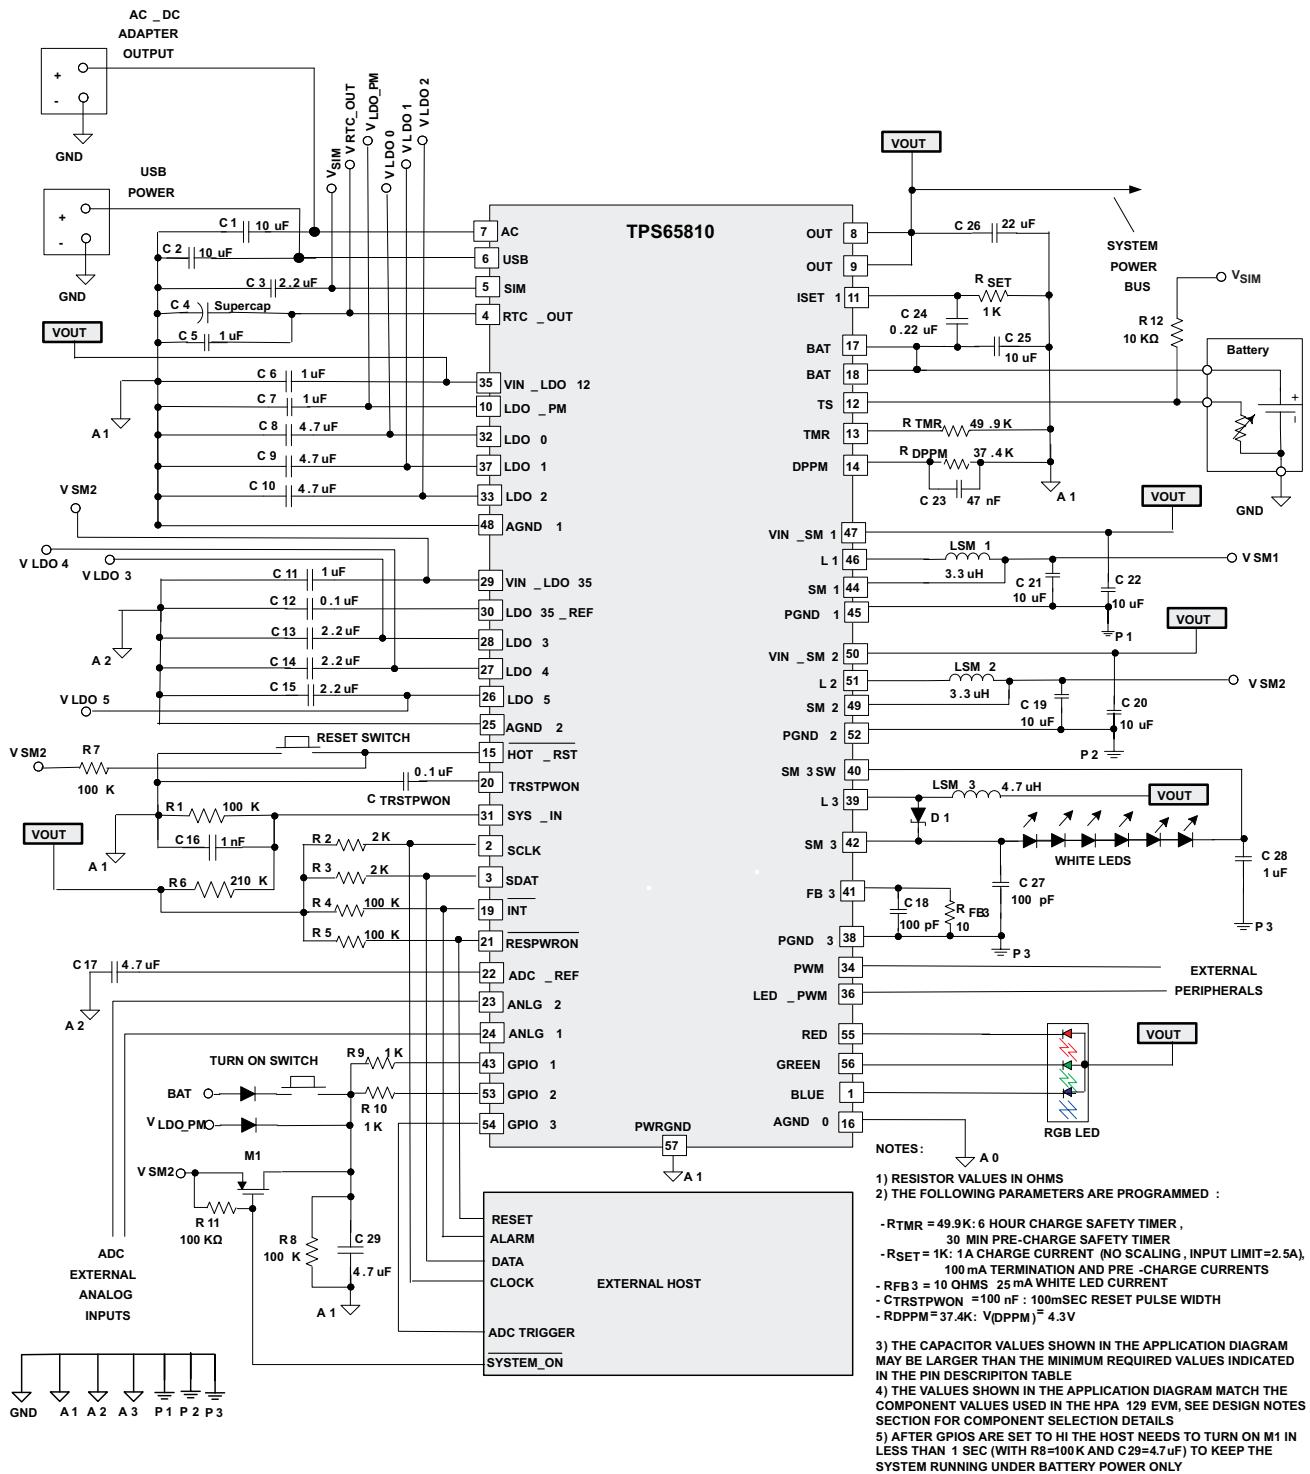 AC _ DC
ADAPTER
OUTPUT
+
-
GND
USB
POWER
+
-
GND
VSIM
V RTC_OUT
V LDO_PM
V LDO 0
V LDO 1
V LDO 2
C 1 10 uF
C 2 10 uF
C 3 2.2 uF
C 4 Supercap
C 5 1 uF
VOUT
C 6 1 uF
C 7 1 uF
C 8 4.7 uF
C 9 4.7 uF
C 10 4.7 uF
A 1
V SM2
V LDO 4
V LDO 3
C 11 1 uF
C 12 0.1 uF
C 13 2.2 uF
C 14 2.2 uF
C 15 2.2 uF
A 2
V LDO 5
RESET SWITCH
V SM2
R 7
100 K
0.1 uF
C TRSTPWON
R 1 100 K
C 16 1 nF
VOUT
A 1
R 6 210 K
R 2 2 K
R 3 2 K
R 4 100 K
R 5 100 K
C 17 4.7 uF
A 2
TURN ON SWITCH
R 9 1 K
BAT
R 10
1 K
V LDO_PM
M1
V SM2
R 11
100 KΩ
R 8
100 K
C 29
4.7 uF
A 1
ADC
EXTERNAL
ANALOG
INPUTS
TPS65810
7 AC
6 USB
5 SIM
4 RTC _OUT
35 VIN _LDO 12
10 LDO _PM
32 LDO 0
37 LDO 1
33 LDO 2
48 AGND 1
29 VIN _LDO 35
30 LDO 35 _REF
28 LDO 3
27 LDO 4
26 LDO 5
25 AGND 2
15 HOT _RST
20 TRSTPWON
31 SYS _IN
2 SCLK
3 SDAT
19 INT
21 RESPWRON
22 ADC _REF
23 ANLG 2
24 ANLG 1
43 GPIO 1
53 GPIO 2
54 GPIO 3
PWRGND
57
A 1
OUT 8
OUT 9
ISET 1 11
BAT 17
BAT 18
TS 12
TMR 13
DPPM 14
VIN _SM 1 47
L 1 46
SM 1 44
PGND 1 45
VIN _SM 2 50
L 2 51
SM 2 49
PGND 2 52
SM 3 SW 40
L 3 39
SM 3 42
FB 3 41
PGND 3 38
PWM 34
LED _PWM 36
RED 55
GREEN 56
BLUE 1
AGND 0 16
VOUT
C 26 22 uF
SYSTEM
POWER
BUS
R SET
1 K
C 24
0.22 uF
C 25
10 uF
VSIM
R 12
10 KΩ
Battery
+
-
GND
R TMR 49 .9 K
R DPPM 37 .4 K
C 23 47 nF
A 1
VOUT
LSM 1
3.3 uH
V SM1
C 21
10 uF
C 22
10 uF
P 1
VOUT
LSM 2
3.3 uH
V SM2
C 19
10 uF
C 20
10 uF
P 2
LSM 3 4.7 uH
VOUT
D 1
WHITE LEDS
C 28
1 uF
P 3
C 27
100 pF
C 18
100 pF
R FB3
10
P 3
EXTERNAL
PERIPHERALS
VOUT
RGB LED
A 0
RESET
ALARM
DATA
CLOCK
EXTERNAL HOST
ADC TRIGGER
SYSTEM_ON
GND A 1 A 2 A 3 P 1 P 2 P 3
NOTES:
1) RESISTOR VALUES IN OHMS
2) THE FOLLOWING PARAMETERS ARE PROGRAMMED :
- RTMR = 49.9K: 6 HOUR CHARGE SAFETY TIMER ,
30 MIN PRE-CHARGE SAFETY TIMER
- RSET = 1K: 1A CHARGE CURRENT (NO SCALING , INPUT LIMIT=2.5A),
100 mA TERMINATION AND PRE -CHARGE CURRENTS
- RFB 3 = 10 OHMS 25 mA WHITE LED CURRENT
- CTRSTPWON =100 nF : 100mSEC RESET PULSE WIDTH
- RDPPM = 37.4K: V(DPPM) = 4.3V
3) THE CAPACITOR VALUES SHOWN IN THE APPLICATION DIAGRAM
MAY BE LARGER THAN THE MINIMUM REQUIRED VALUES INDICATED
IN THE PIN DESCRIPITON TABLE
4) THE VALUES SHOWN IN THE APPLICATION DIAGRAM MATCH THE
COMPONENT VALUES USED IN THE HPA 129 EVM, SEE DESIGN NOTES
SECTION FOR COMPONENT SELECTION DETAILS
5) AFTER GPIOS ARE SET TO HI THE HOST NEEDS TO TURN ON M1 IN
LESS THAN 1 SEC (WITH R8=100K AND C29=4.7uF) TO KEEP THE
SYSTEM RUNNING UNDER BATTERY POWER ONLY